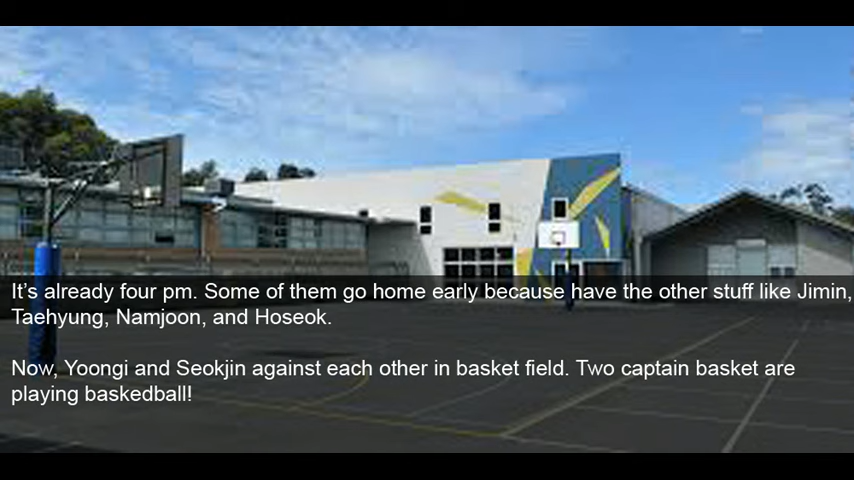 It's already four pm. Some of them go home early because have the other stuff like Jimin,
Taehyung, Namjoon, and Hoseok.
Now, Yoongi and Seokjin against each other in basket field. Two captain basket are
playing baskedball!